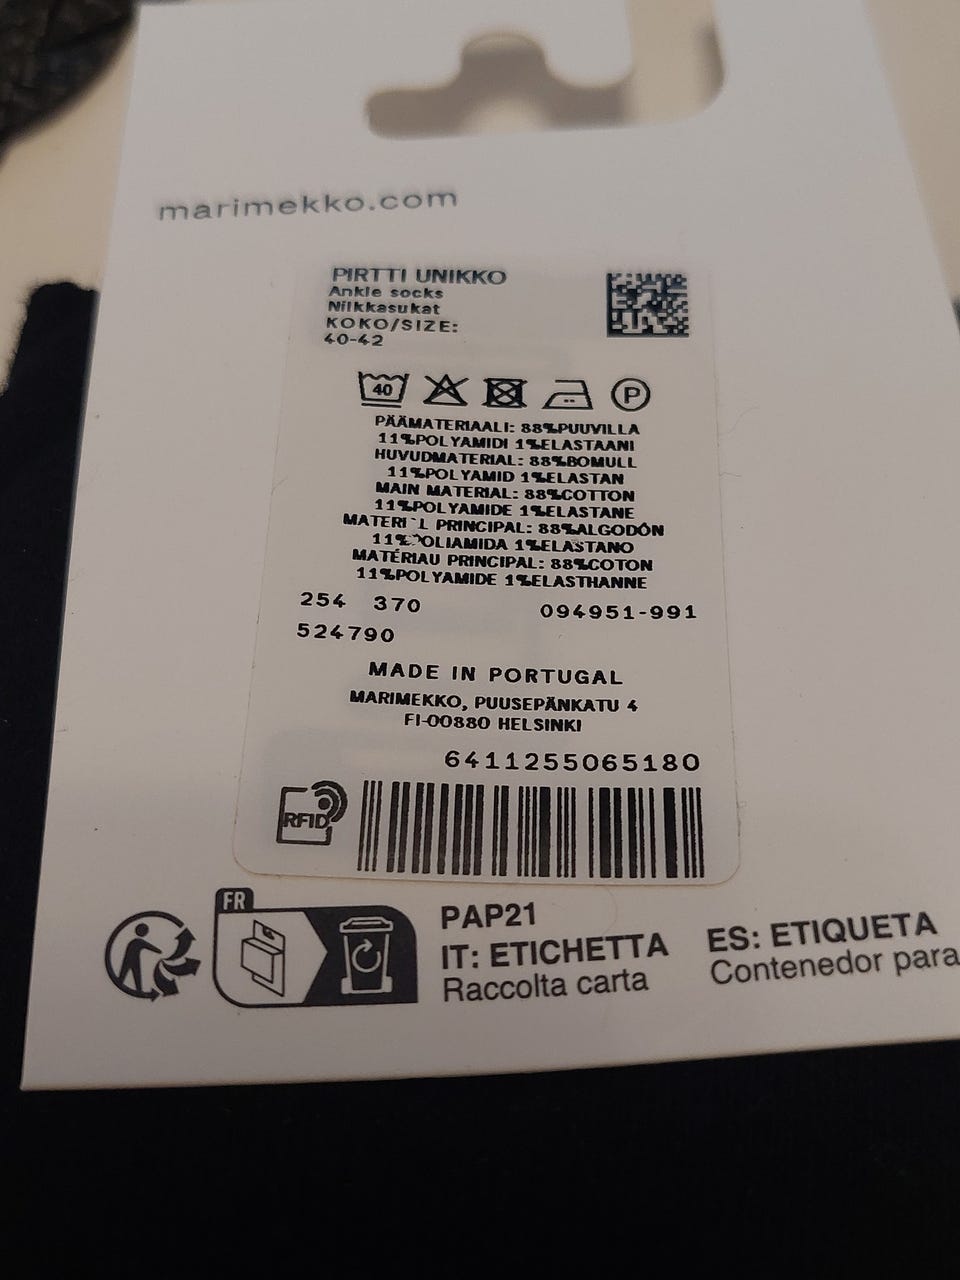 marimekko.com
PIRTTI UNIKKO
Ankle socks
Nilkkasukat
KOKO/SIZE:
40-42
40 P
PÄÄMATERIAALI: 88%PUUVILLA
11%POLYAMIDI 1%ELASTAANI
HUVUDMATERIAL: 88%BOMULL
11%POLYAMID 1%ELASTAN
MAIN MATERIAL: 88%COTTON
11%POLYAMIDE 1%ELASTANE
MATERIAL PRINCIPAL: 88%ALGODÓN
11%POLIAMIDA 1%ELASTANO
MATÉRIAU PRINCIPAL: 88%COTON
11%POLYAMIDE 1%ELASTHANNE
254 370 094951-991
524790
MADE IN PORTUGAL
MARIMEKKO, PUUSEPÄNKATU 4
FI-00880 HELSINKI
6411255065180
RFID
FR
PAP21
IT: ETICHETTA
Raccolta carta
ES: ETIQUETA
Contenedor para